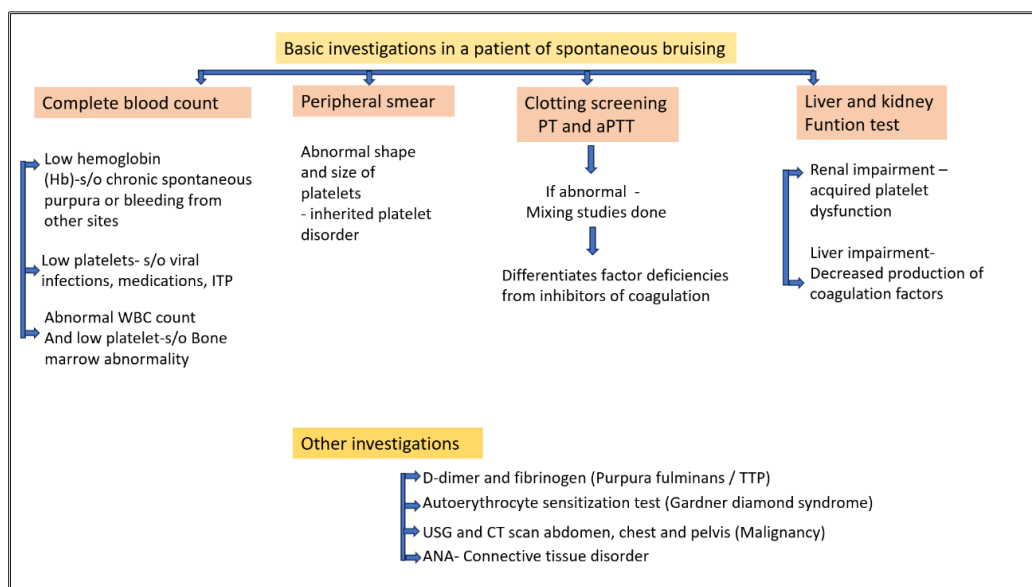 Basic investigations in a patient of spontaneous bruising
Complete blood count
Low hemoglobin
(Hb)-s/o chronic spontaneous
purpura or bleeding from
other sites
Low platelets- s/o viral
infections, medications, ITP
Abnormal WBC count
And low platelet-s/o Bone
marrow abnormality
Peripheral smear
Abnormal shape
and size of
platelets
- inherited platelet
disorder
Clotting screening
PT and aPTT
If abnormal -
Mixing studies done
Differentiates factor deficiencies
from inhibitors of coagulation
Liver and kidney
Funtion test
Renal impairment –
acquired platelet
dysfunction
Liver impairment-
Decreased production of
coagulation factors
Other investigations
D-dimer and fibrinogen (Purpura fulminans / TTP)
Autoerythrocyte sensitization test (Gardner diamond syndrome)
USG and CT scan abdomen, chest and pelvis (Malignancy)
ANA- Connective tissue disorder